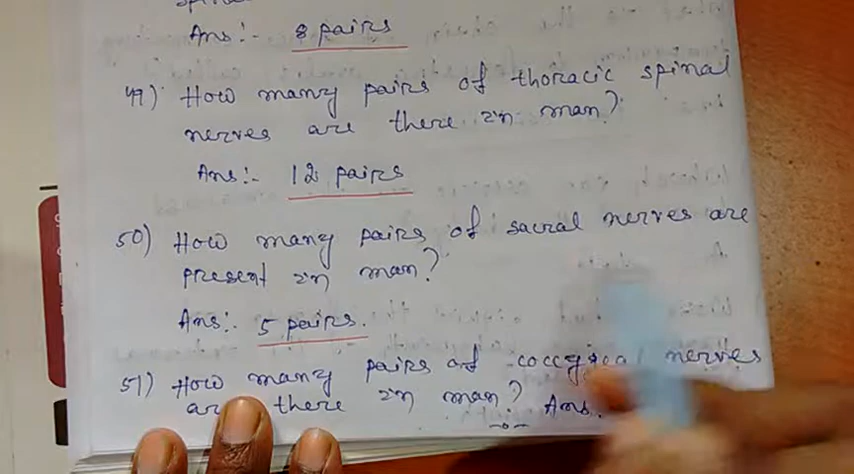 Ans:- 8 pairs
49) How many pairs of thoracic spinal
nerves are there in man?
Ans:- 12 pairs
50) How many pairs of sacral nerves are
present in man?
Ans:- 5 pairs.
51) How many pairs of coccygeal nerves
are there in man? Ans.